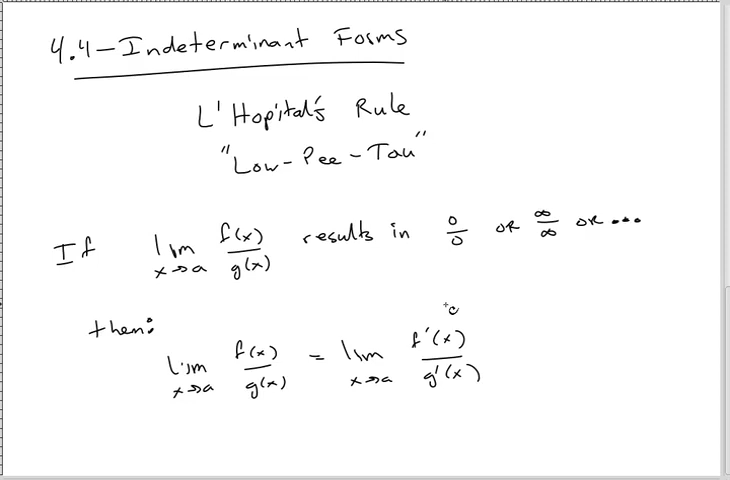 4.4 - Indeterminant Forms
L'Hopital's Rule
"Low-Pee-Tau"
If lim x→a f(x)/g(x) results in 0/0 or ∞/∞ or ...
then:
lim x→a f(x)/g(x) = lim x→a f'(x)/g'(x)